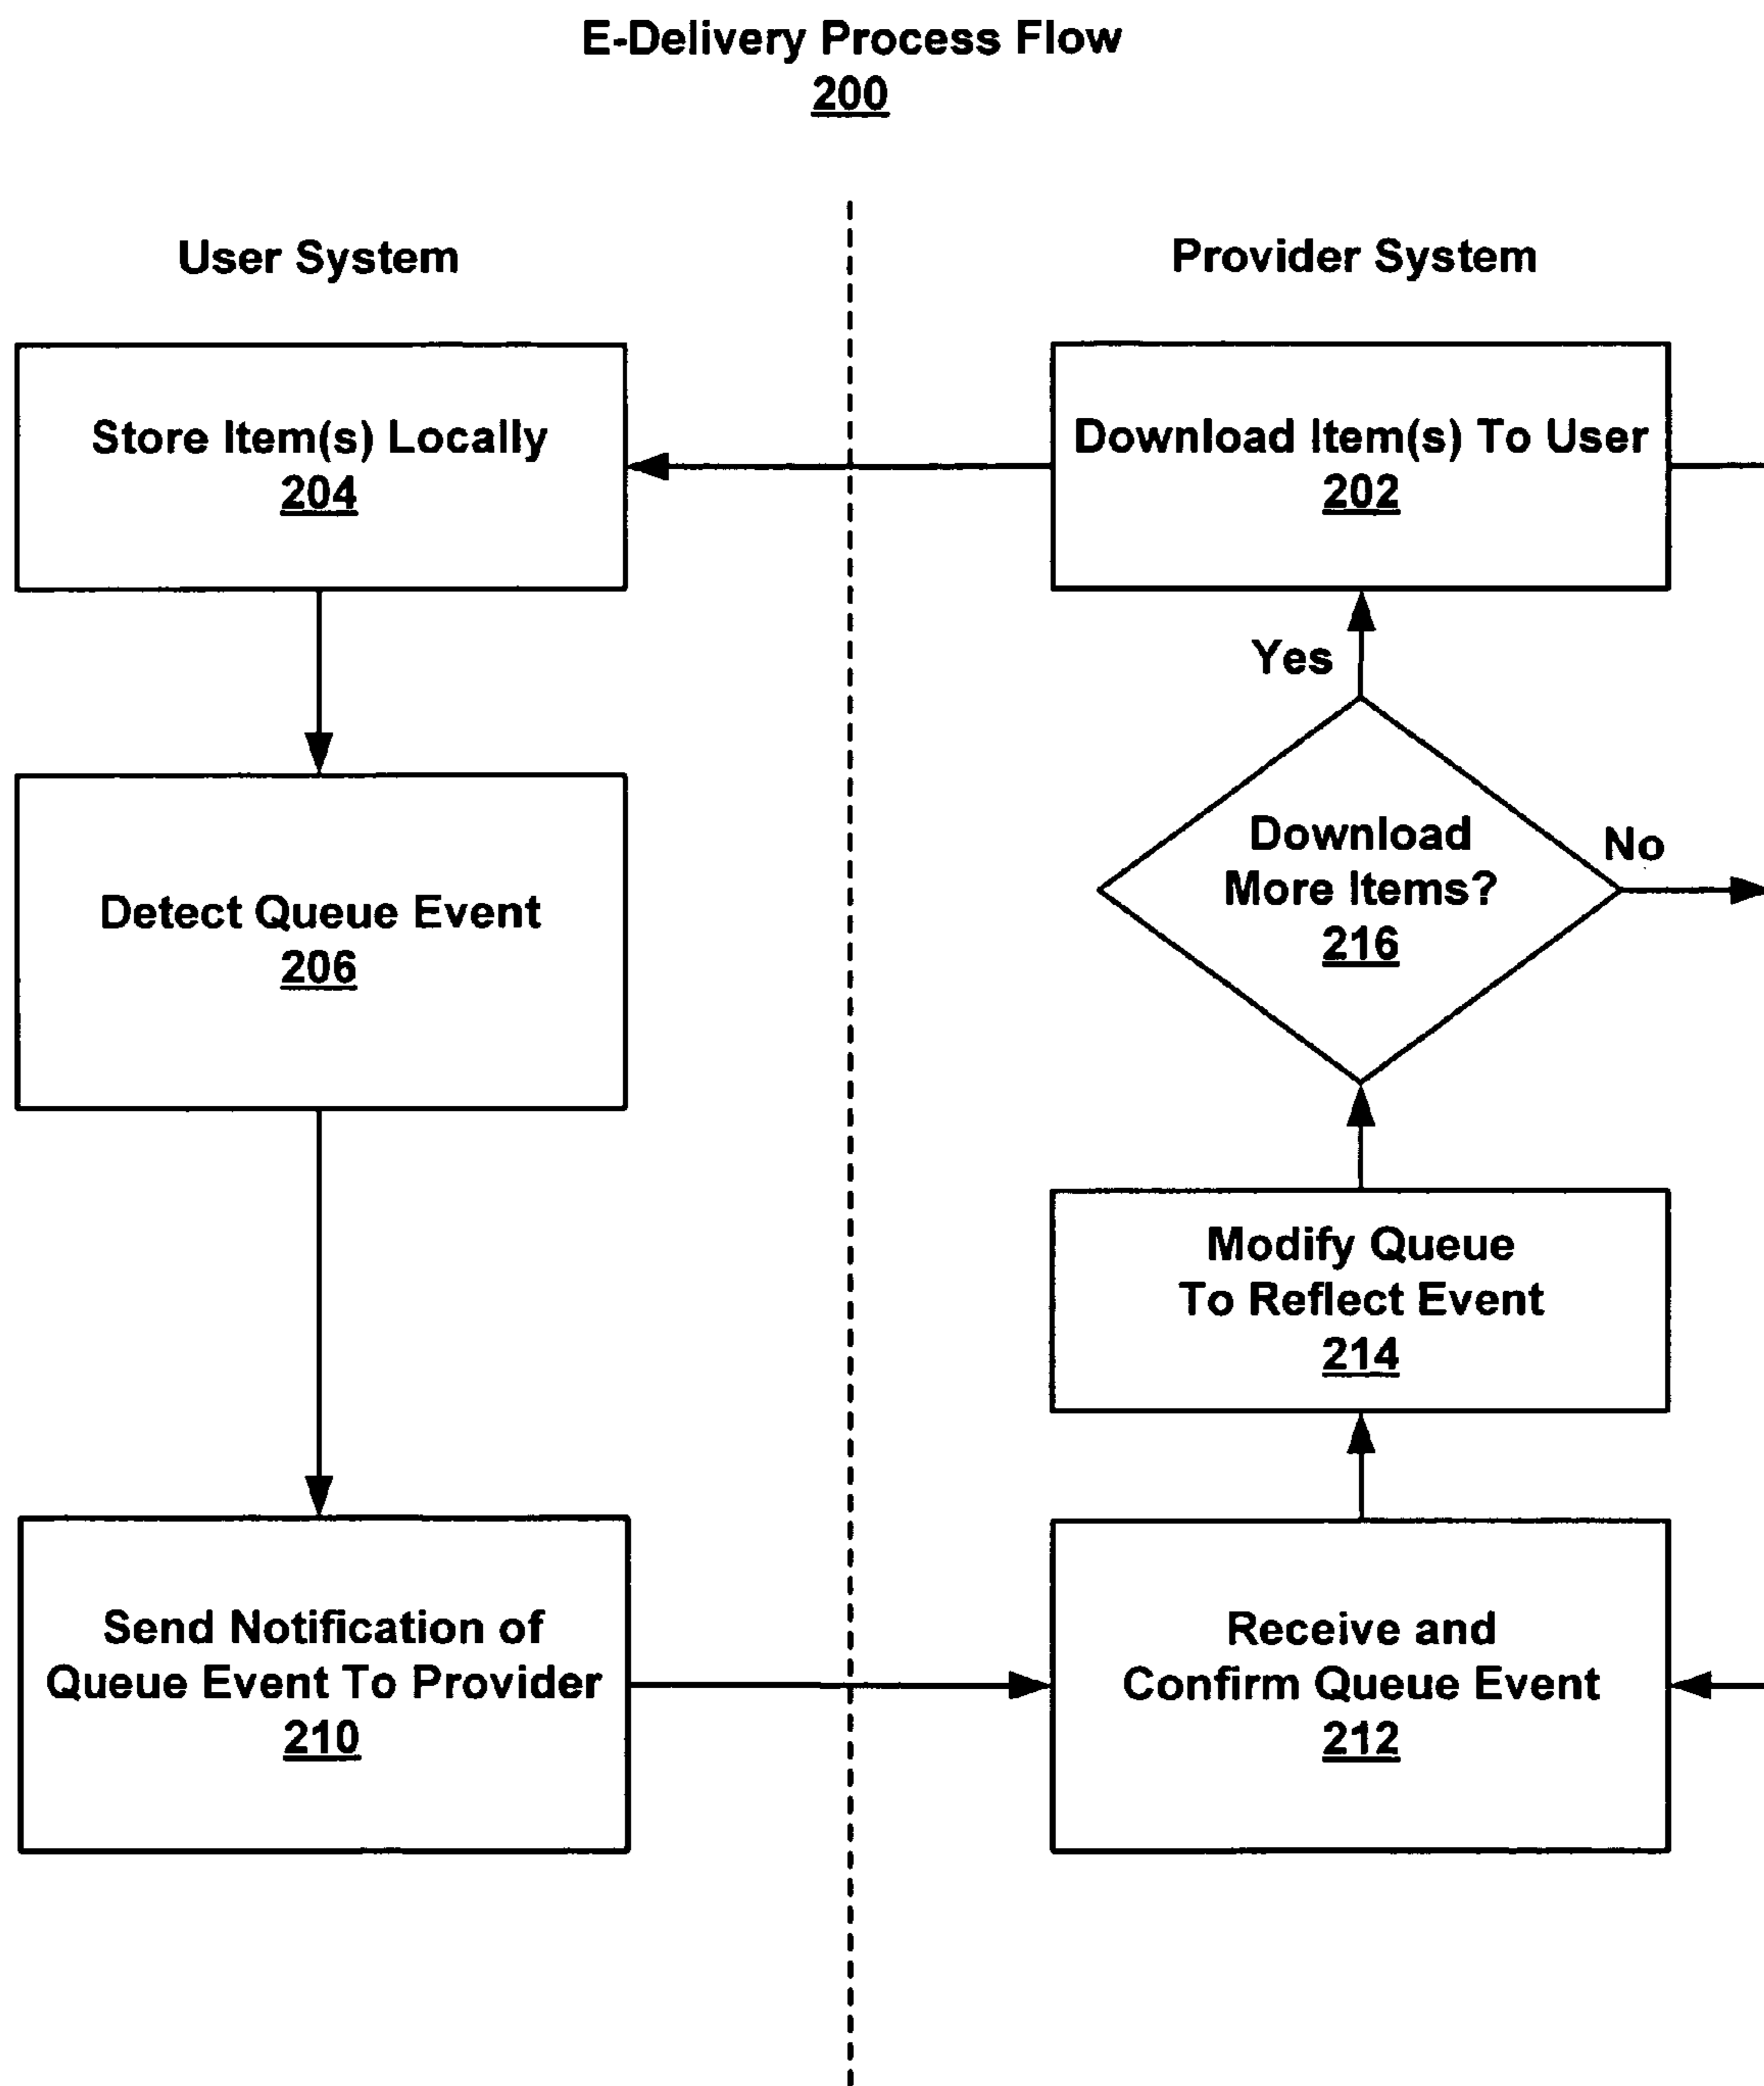 E-Delivery Process Flow
200
User System
Provider System
Store Item(s) Locally
204
Download Item(s) To User
202
Yes
Detect Queue Event
206
Download
More Items?
216
No
Modify Queue
To Reflect Event
214
Send Notification of
Queue Event To Provider
210
Receive and
Confirm Queue Event
212